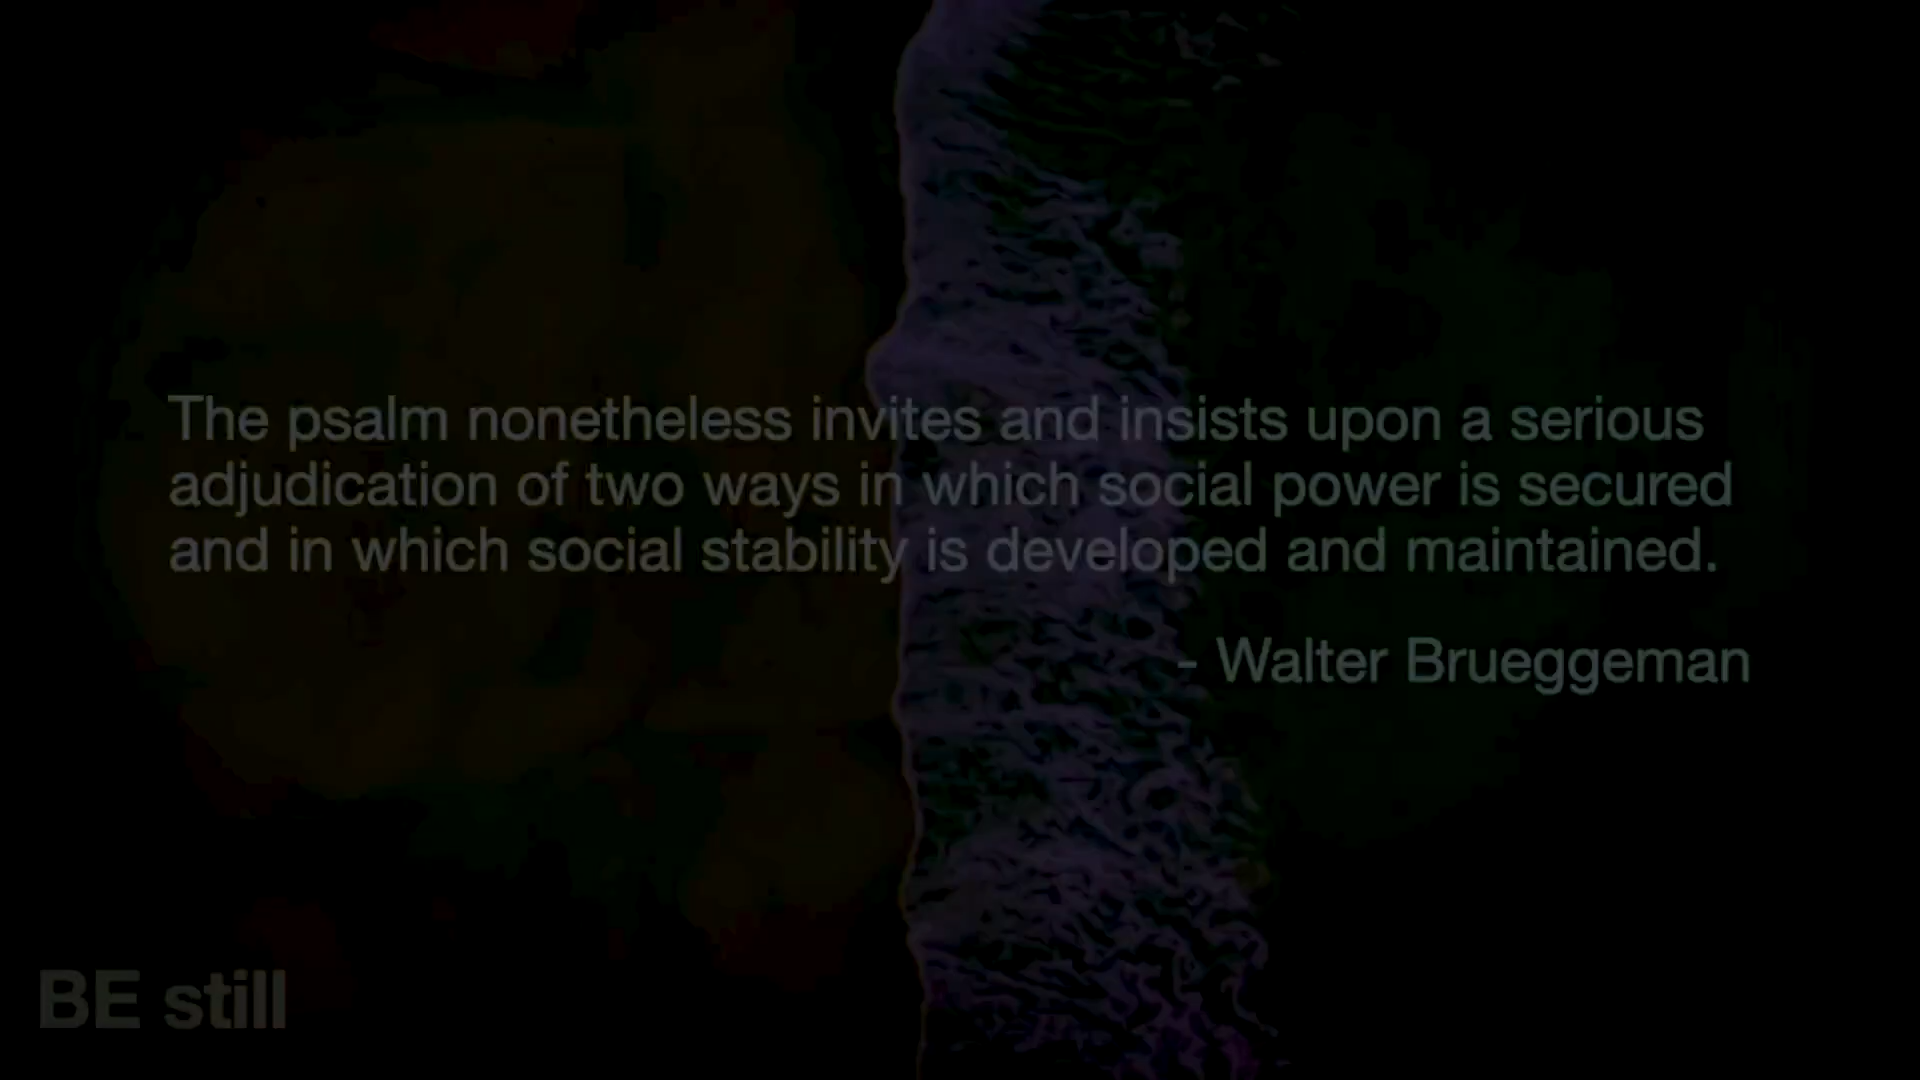 The psalm nonetheless invites and insists upon a serious
adjudication of two ways in which social power is secured
and in which social stability is developed and maintained.
- Walter Brueggeman
BE still